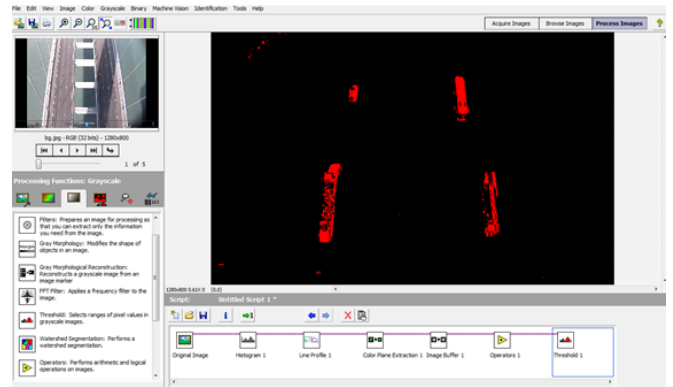 File Edit View Image Color Grayscale Binary Machine Vision Identification Tools Help
Acquire Images Browse Images Process Images
bg.jpg - RGB (32 bits) - 1280x800
1 of 5
Processing Functions: Grayscale
Filters: Prepares an image for processing so
that you can extract only the information
you need from the image.
Gray Morphology: Modifies the shape of
objects in an image.
Gray Morphological Reconstruction:
Reconstructs a grayscale image from an
image marker
FFT Filter: Applies a frequency filter to the
image.
Threshold: Selects ranges of pixel values in
grayscale images.
Watershed Segmentation: Performs a
watershed segmentation.
Operators: Performs arithmetic and logical
operations on images.
1280x800 0.61X 0 (0,0)
Script: Untitled Script 1 *
Original Image Histogram 1 Line Profile 1 Color Plane Extraction 1 Image Buffer 1 Operators 1 Threshold 1